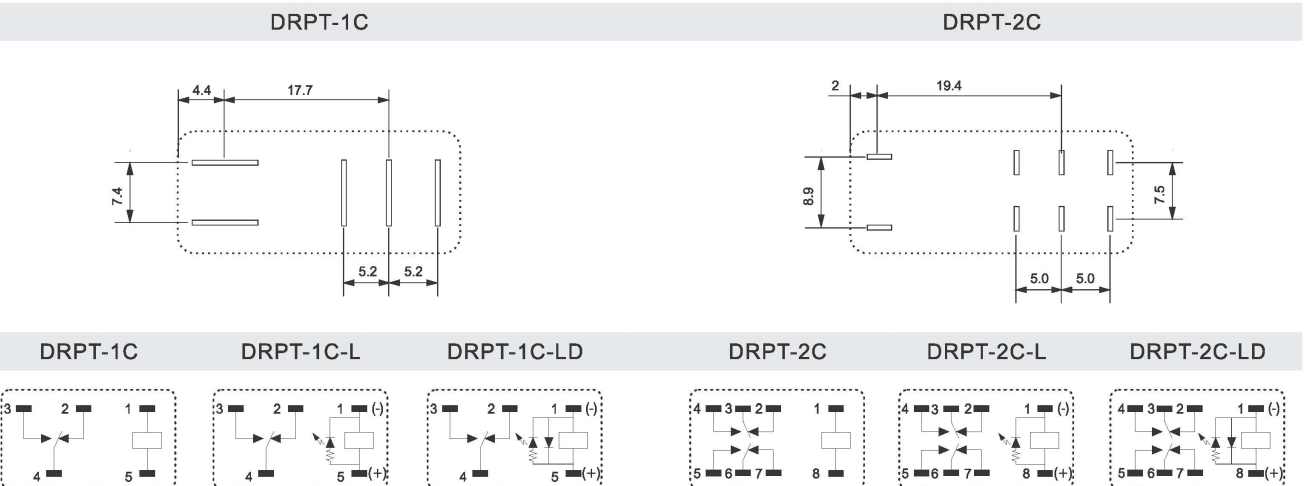 DRPT-1C DRPT-2C
4.4 17.7 2 19.4
7.4 8.9 7.5
5.2 5.2 5.0 5.0
DRPT-1C DRPT-1C-L DRPT-1C-LD DRPT-2C DRPT-2C-L DRPT-2C-LD
3 2 1 3 2 1 (-) 3 2 1 (-) 4 3 2 1 4 3 2 1 (-) 4 3 2 1 (-)
4 5 4 5 (+) 4 5 (+) 5 6 7 8 5 6 7 8 (+) 5 6 7 8 (+)